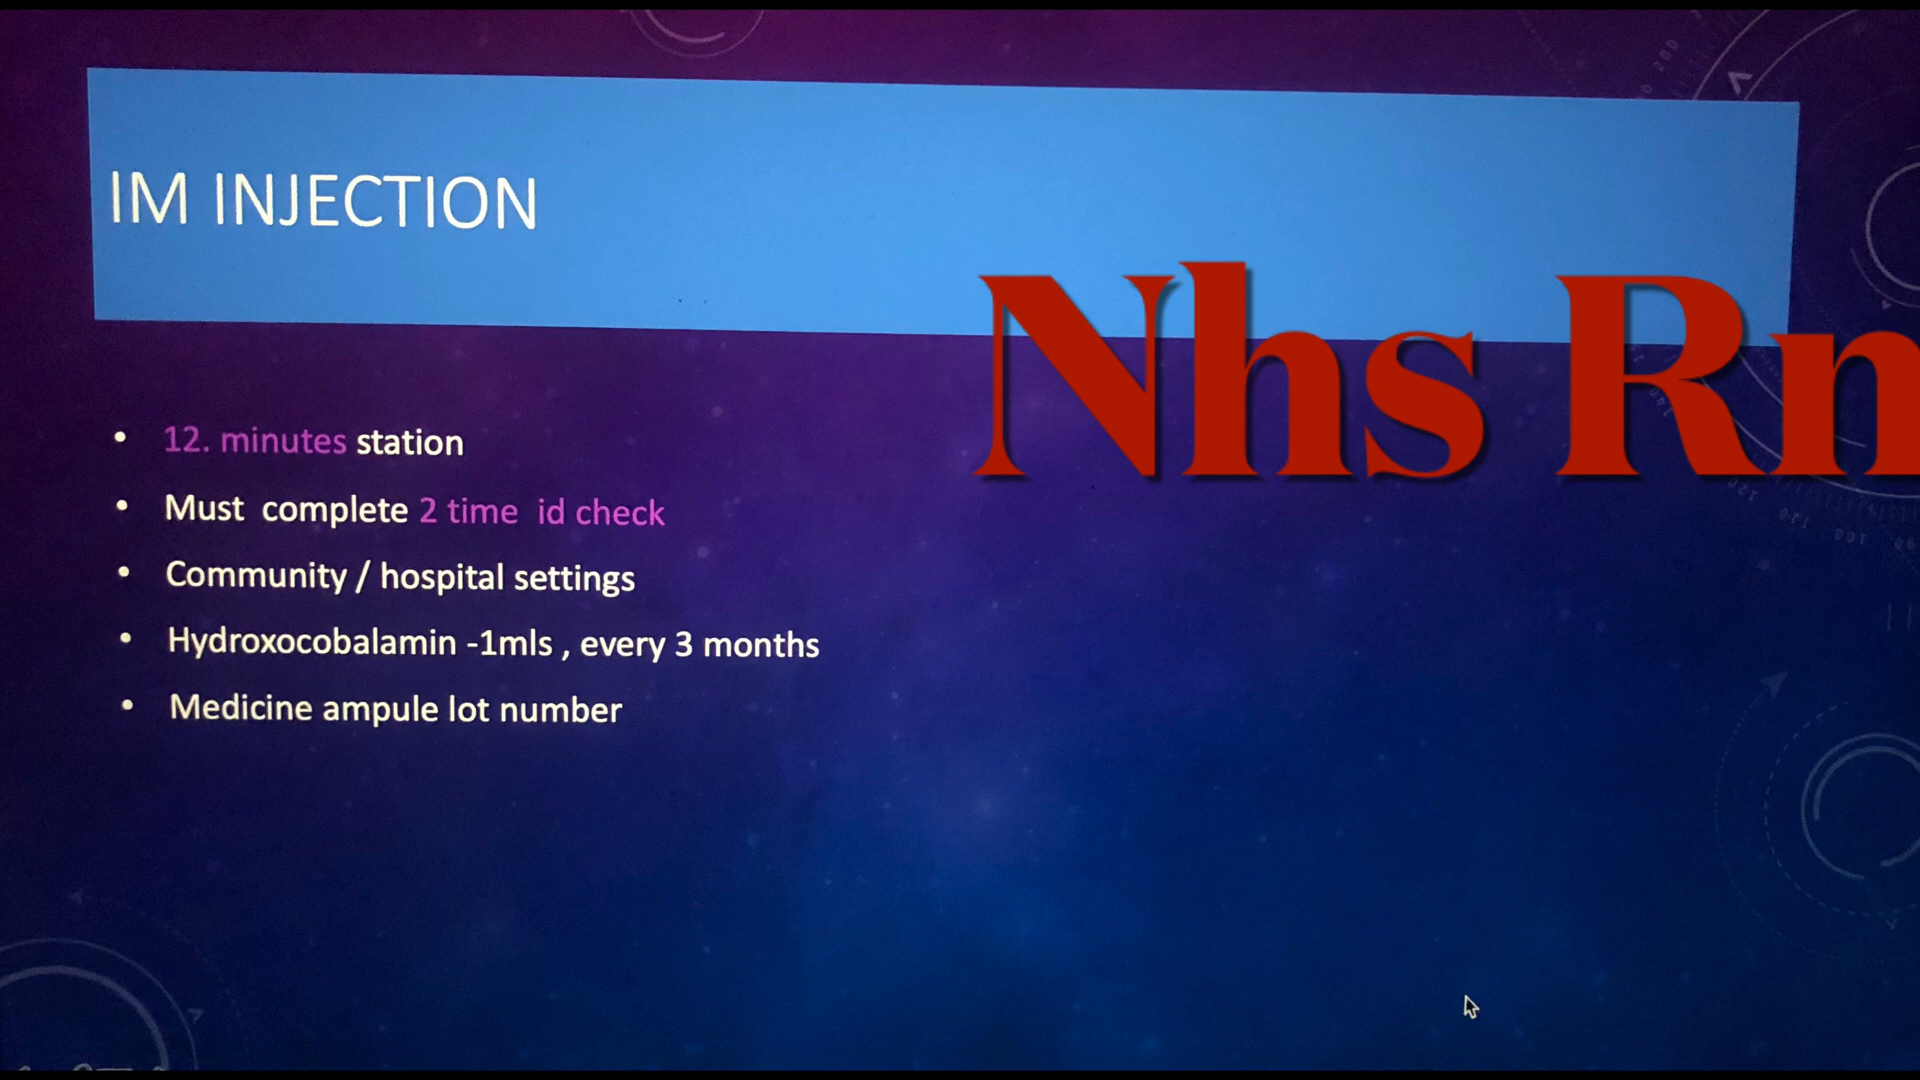 IM INJECTION
Nhs Rn
• 12. minutes station
• Must complete 2 time id check
• Community / hospital settings
• Hydroxocobalamin -1mls , every 3 months
• Medicine ampule lot number